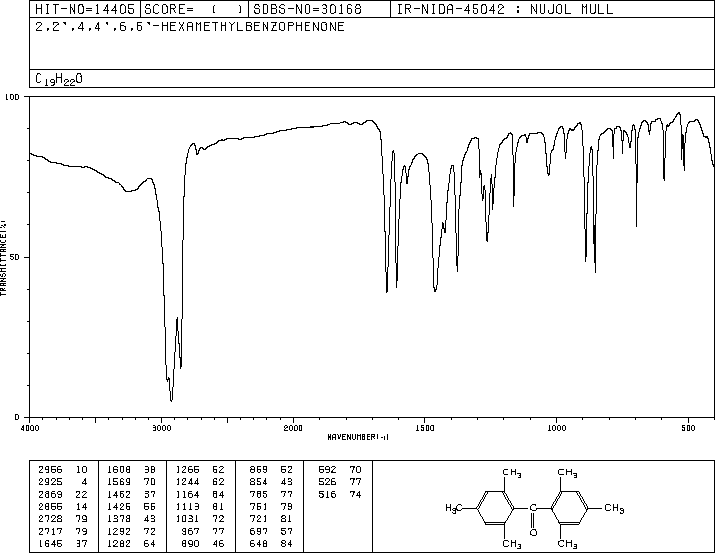 HIT-NO=14405 SCORE= ( ) SDBS-NO=30168 IR-NIDA-45042 : NUJOL MULL
2,2',4,4',6,6'-HEXAMETHYLBENZOPHENONE
C19H22O
100
50
0
TRANSMITTANCE(%)
4000 3000 2000 1500 1000 500
WAVENUMBER(-1)
2956 10 1608 38 1266 52 869 62 592 70
2925 4 1569 70 1244 62 854 43 526 77
2869 22 1462 37 1164 64 785 77 516 74
2855 14 1426 55 1113 81 751 79
2728 79 1378 43 1031 72 721 81
2717 79 1292 72 967 77 697 57
1645 37 1282 64 890 46 648 84
CH3 CH3
H3C C CH3
O
CH3 CH3